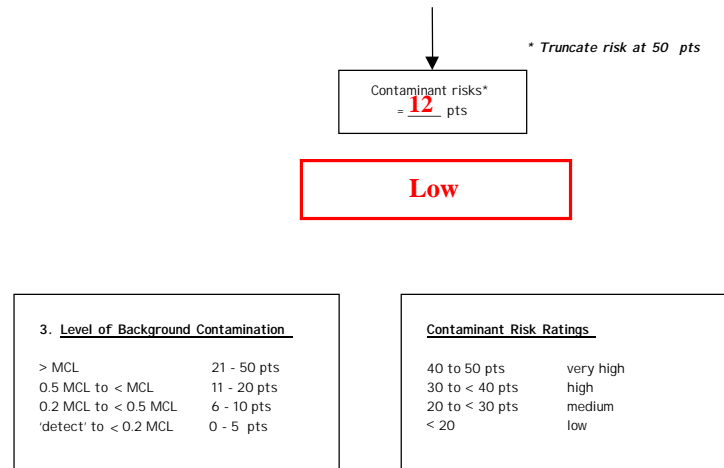 * Truncate risk at 50 pts
Contaminant risks*
= 12 pts
Low
3. Level of Background Contamination
> MCL 21 - 50 pts
0.5 MCL to < MCL 11 - 20 pts
0.2 MCL to < 0.5 MCL 6 - 10 pts
'detect' to < 0.2 MCL 0 - 5 pts
Contaminant Risk Ratings
40 to 50 pts very high
30 to < 40 pts high
20 to < 30 pts medium
< 20 low